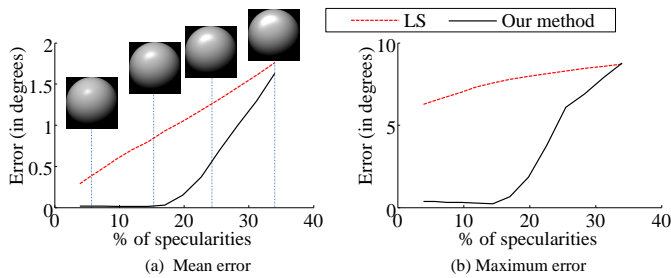 LS
Our method
Error (in degrees)
2
1.5
1
0.5
0
0 10 20 30 40
% of specularities
(a) Mean error
Error (in degrees)
10
5
0
0 10 20 30 40
% of specularities
(b) Maximum error